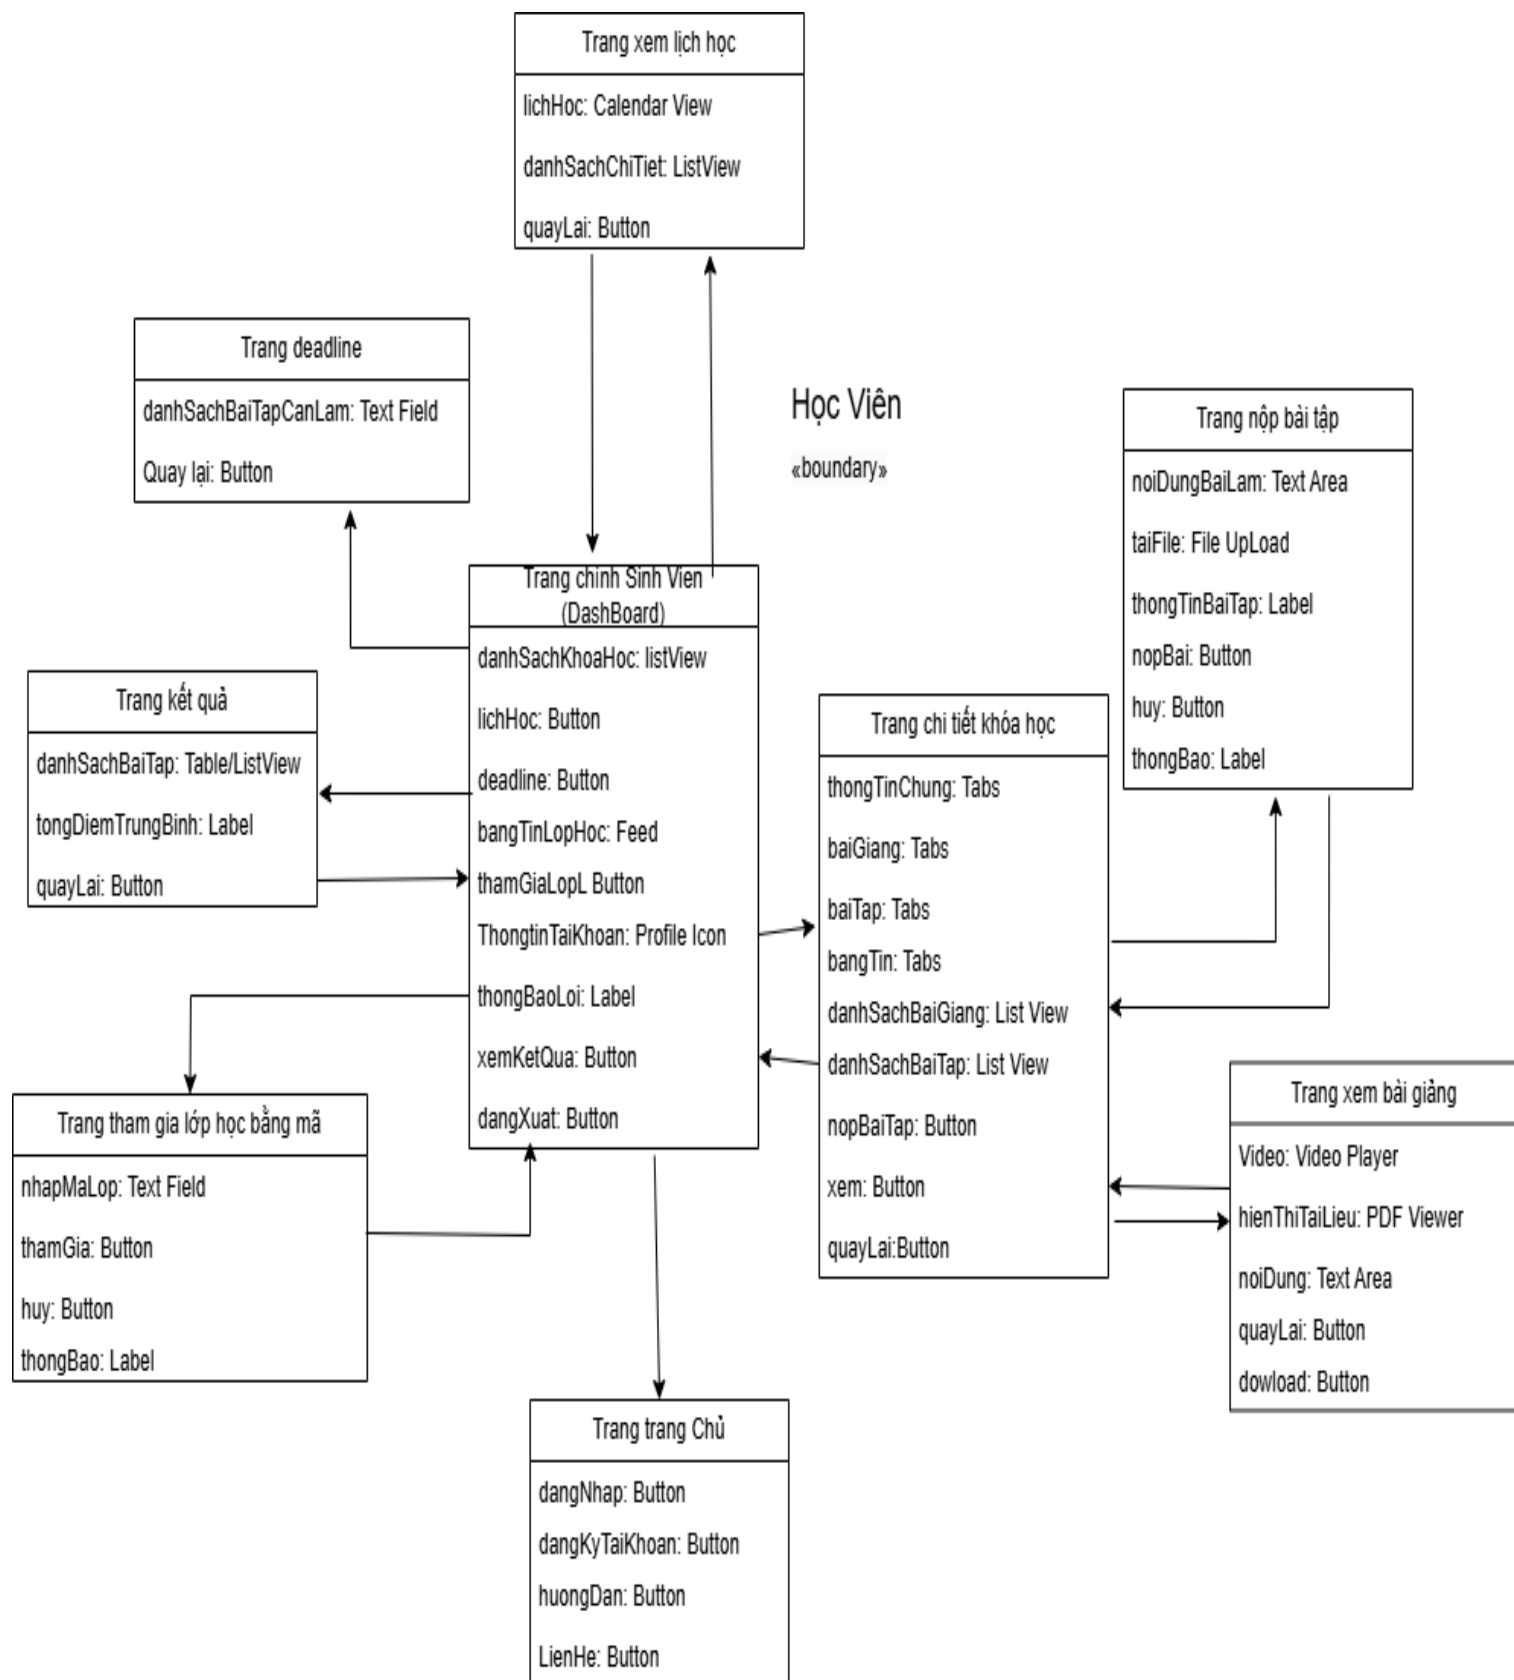 Trang xem lịch học
lichHoc: Calendar View
danhSachChiTiet: ListView
quayLai: Button
Trang deadline
danhSachBaiTapCanLam: Text Field
Quay lại: Button
Học Viên
«boundary»
Trang nộp bài tập
noiDungBaiLam: Text Area
taiFile: File UpLoad
thongTinBaiTap: Label
nopBai: Button
huy: Button
thongBao: Label
Trang chinh Sinh Vien
(DashBoard)
danhSachKhoaHoc: listView
lichHoc: Button
deadline: Button
bangTinLopHoc: Feed
thamGiaLopL Button
ThongtinTaiKhoan: Profile Icon
thongBaoLoi: Label
xemKetQua: Button
dangXuat: Button
Trang kết quả
danhSachBaiTap: Table/ListView
tongDiemTrungBinh: Label
quayLai: Button
Trang chi tiết khóa học
thongTinChung: Tabs
baiGiang: Tabs
baiTap: Tabs
bangTin: Tabs
danhSachBaiGiang: List View
danhSachBaiTap: List View
nopBaiTap: Button
xem: Button
quayLai:Button
Trang xem bài giảng
Video: Video Player
hienThiTaiLieu: PDF Viewer
noiDung: Text Area
quayLai: Button
dowload: Button
Trang tham gia lớp học bằng mã
nhapMaLop: Text Field
thamGia: Button
huy: Button
thongBao: Label
Trang trang Chủ
dangNhap: Button
dangKyTaiKhoan: Button
huongDan: Button
LienHe: Button